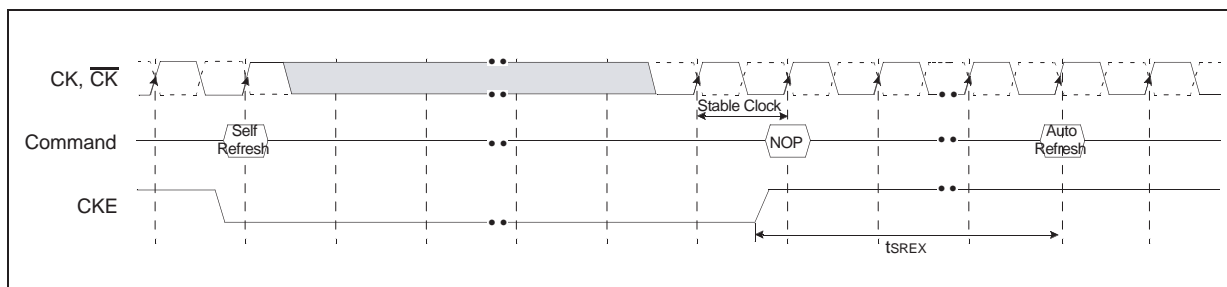 CK, CK
Stable Clock
Command
Self
Refresh
NOP
Auto
Refresh
CKE
tSREX